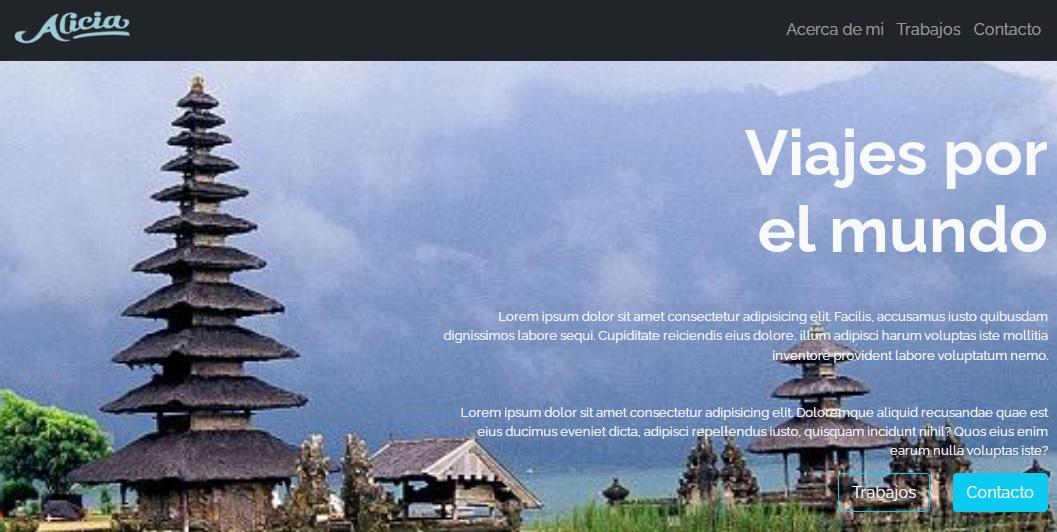 Alicia
Acerca de mi Trabajos Contacto
Viajes por
el mundo
Lorem ipsum dolor sit amet consectetur adipisicing elit. Facilis, accusamus iusto quibusdam
dignissimos labore sequi. Cupiditate reiciendis eius dolore, illum adipisci harum voluptas iste mollitia
inventore provident labore voluptatum nemo.
Lorem ipsum dolor sit amet consectetur adipisicing elit. Doloremque aliquid recusandae quae est
eius ducimus eveniet dicta, adipisci repellendus iusto, quisquam incidunt nihil? Quos eius enim
earum nulla voluptas iste?
Trabajos Contacto